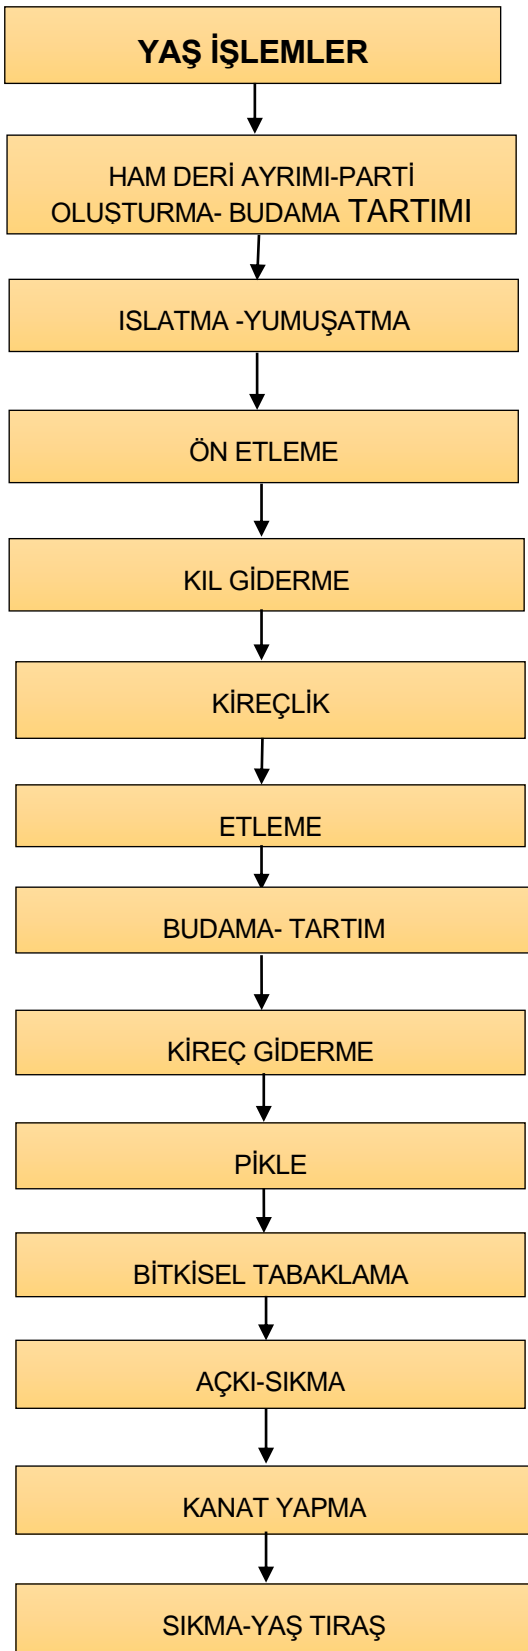 YAŞ İŞLEMLER
HAM DERİ AYRIMI-PARTİ
OLUŞTURMA- BUDAMA TARTIMI
ISLATMA -YUMUŞATMA
ÖN ETLEME
KIL GİDERME
KİREÇLİK
ETLEME
BUDAMA- TARTIM
KİREÇ GİDERME
PİKLE
BİTKİSEL TABAKLAMA
AÇKI-SIKMA
KANAT YAPMA
SIKMA-YAŞ TIRAŞ